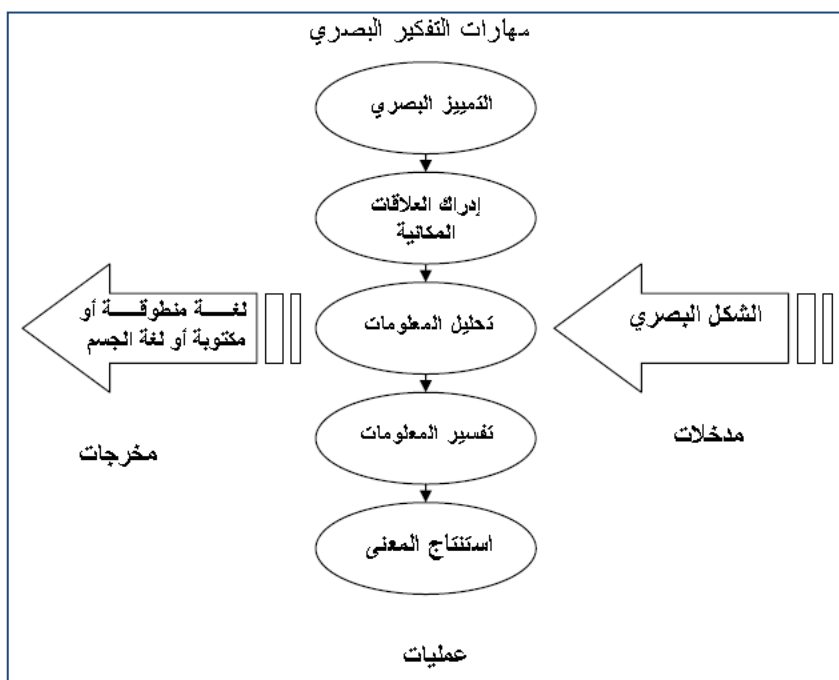 مهارات التفكير البصري
التمييز البصري
إدراك العلاقات
المكانية
الشكل البصري
تحليل المعلومات
لغة منطوقة أو
مكتوبة أو لغة الجسم
تفسير المعلومات
مدخلات
مخرجات
استنتاج المعنى
عمليات